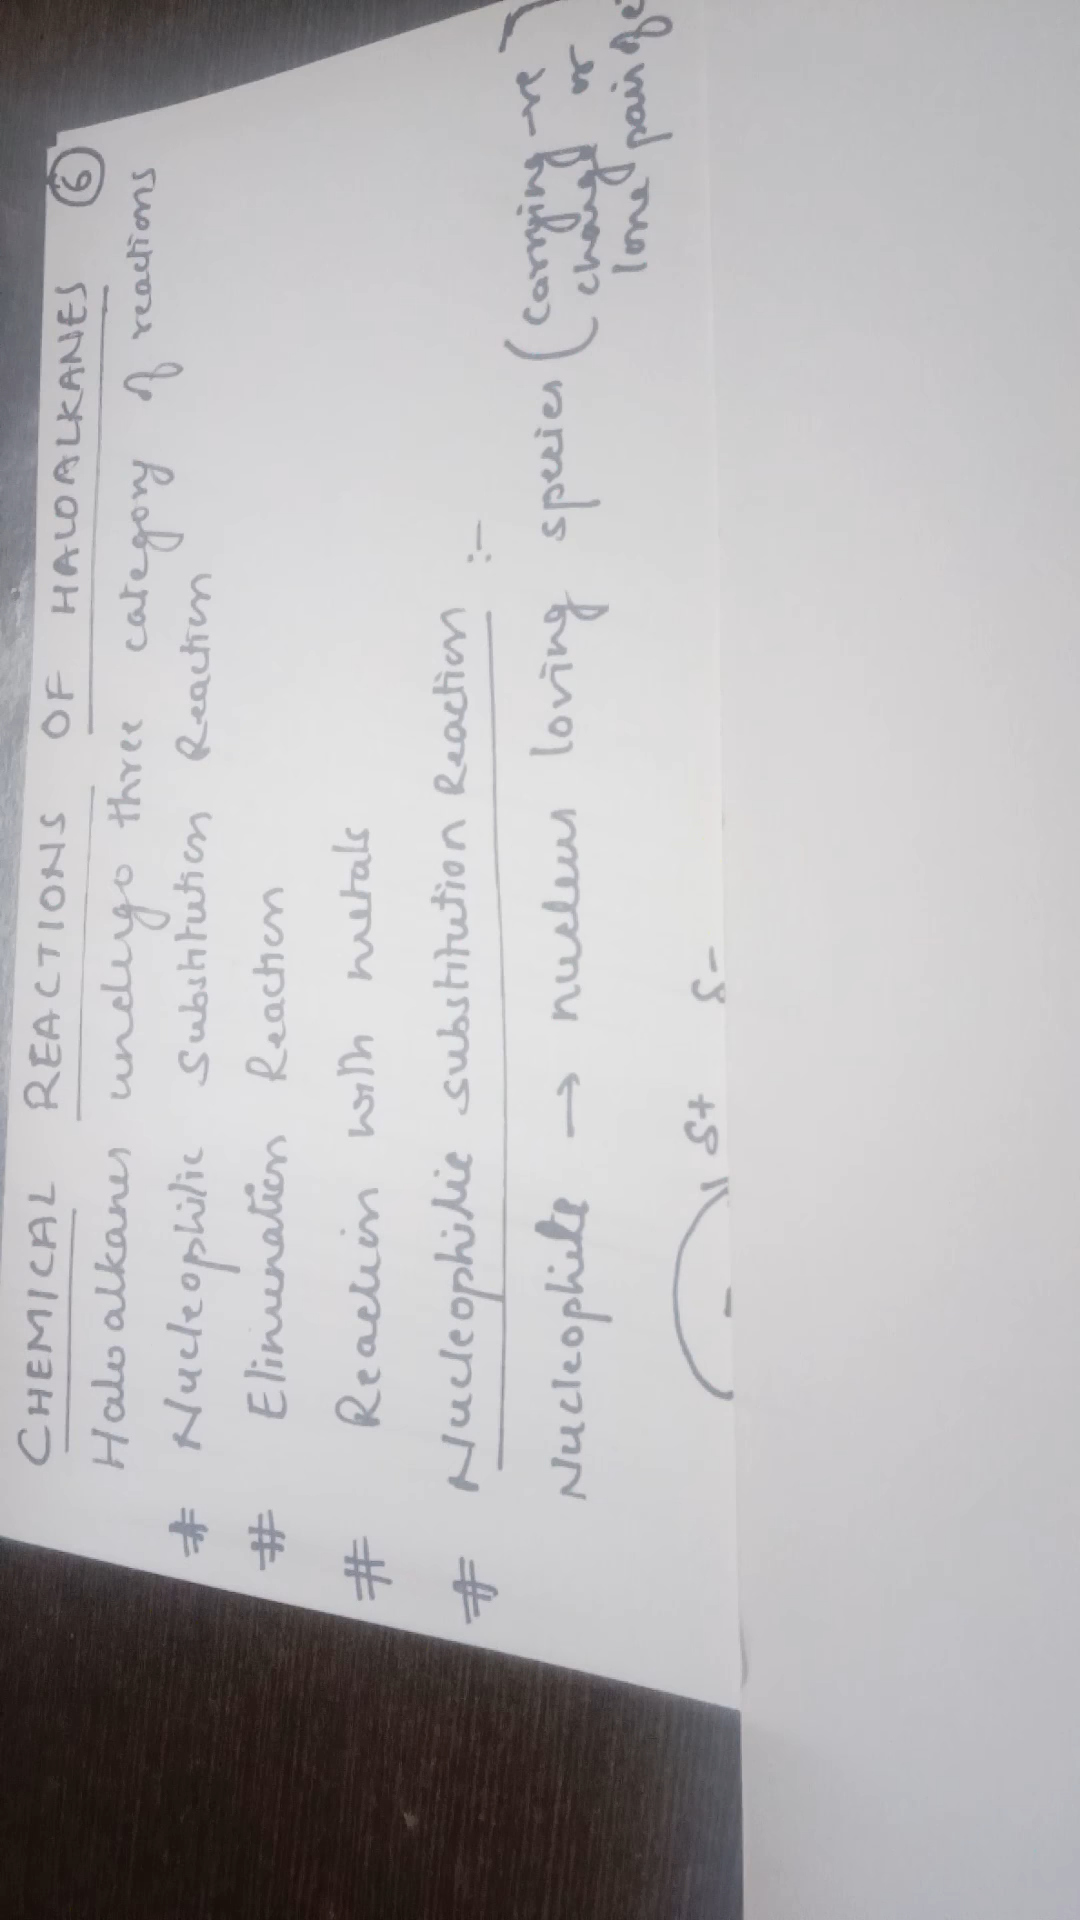 CHEMICAL REACTIONS OF HALOALKANES 6
Haloalkanes undergo three category of reactions
# Nucleophilic Substitution Reaction
# Elimination Reaction
# Reaction with metals
# Nucleophilic substitution Reaction :-
Nucleophile → nucleus loving species (carrying -ve
charge or
lone pair of e)
δ+ δ-